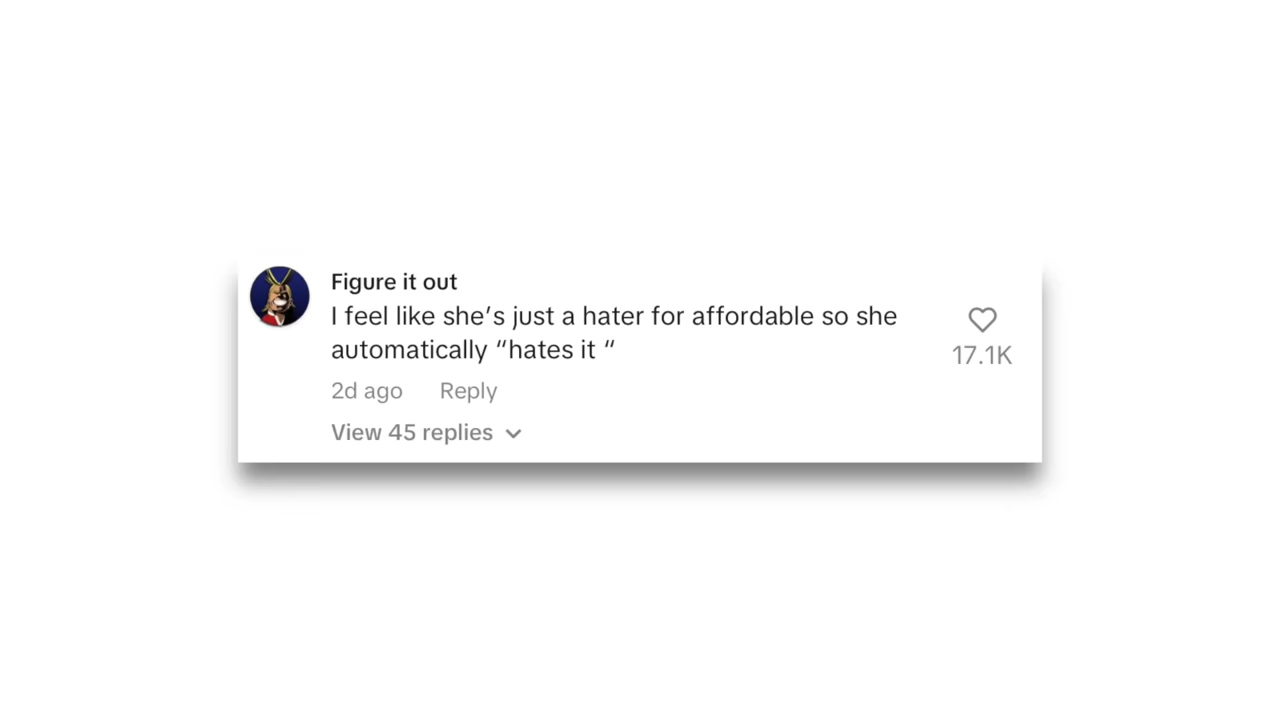 Figure it out
I feel like she’s just a hater for affordable so she
automatically “hates it “
17.1K
2d ago Reply
View 45 replies